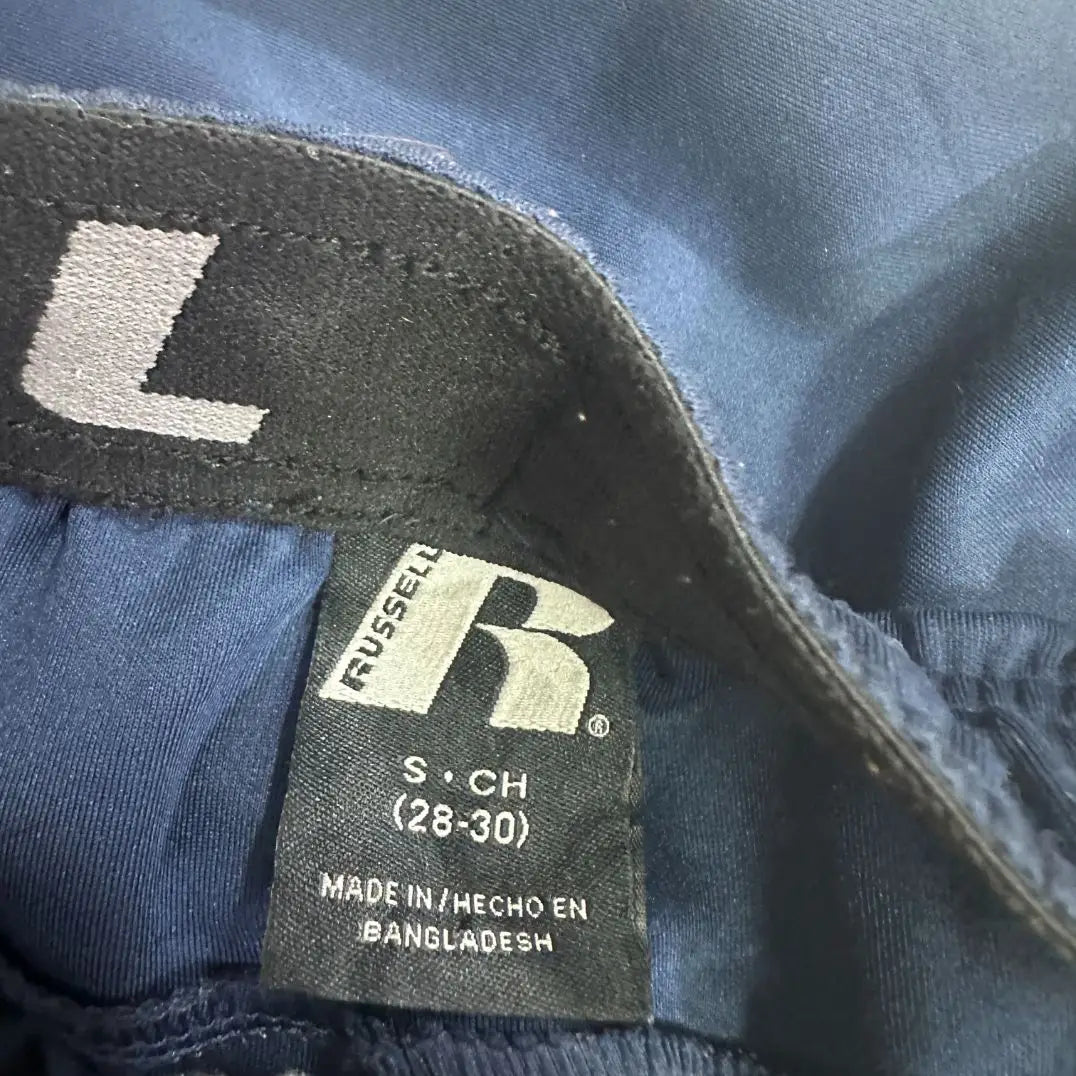 L
RUSSELL
R
®
S • CH
(28-30)
MADE IN / HECHO EN
BANGLADESH